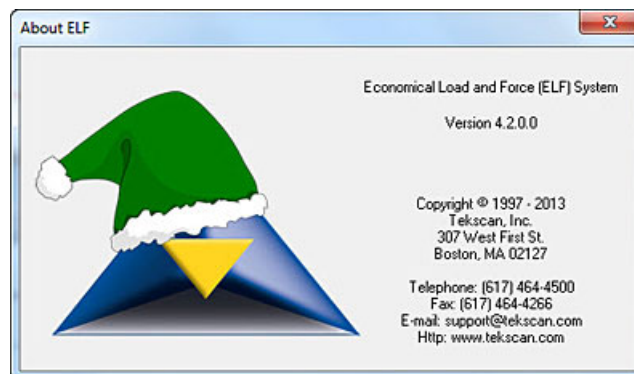 About ELF
Economical Load and Force (ELF) System
Version 4.2.0.0
Copyright © 1997 - 2013
Tekscan, Inc.
307 West First St.
Boston, MA 02127
Telephone: (617) 464-4500
Fax: (617) 464-4266
E-mail: support@tekscan.com
Http: www.tekscan.com